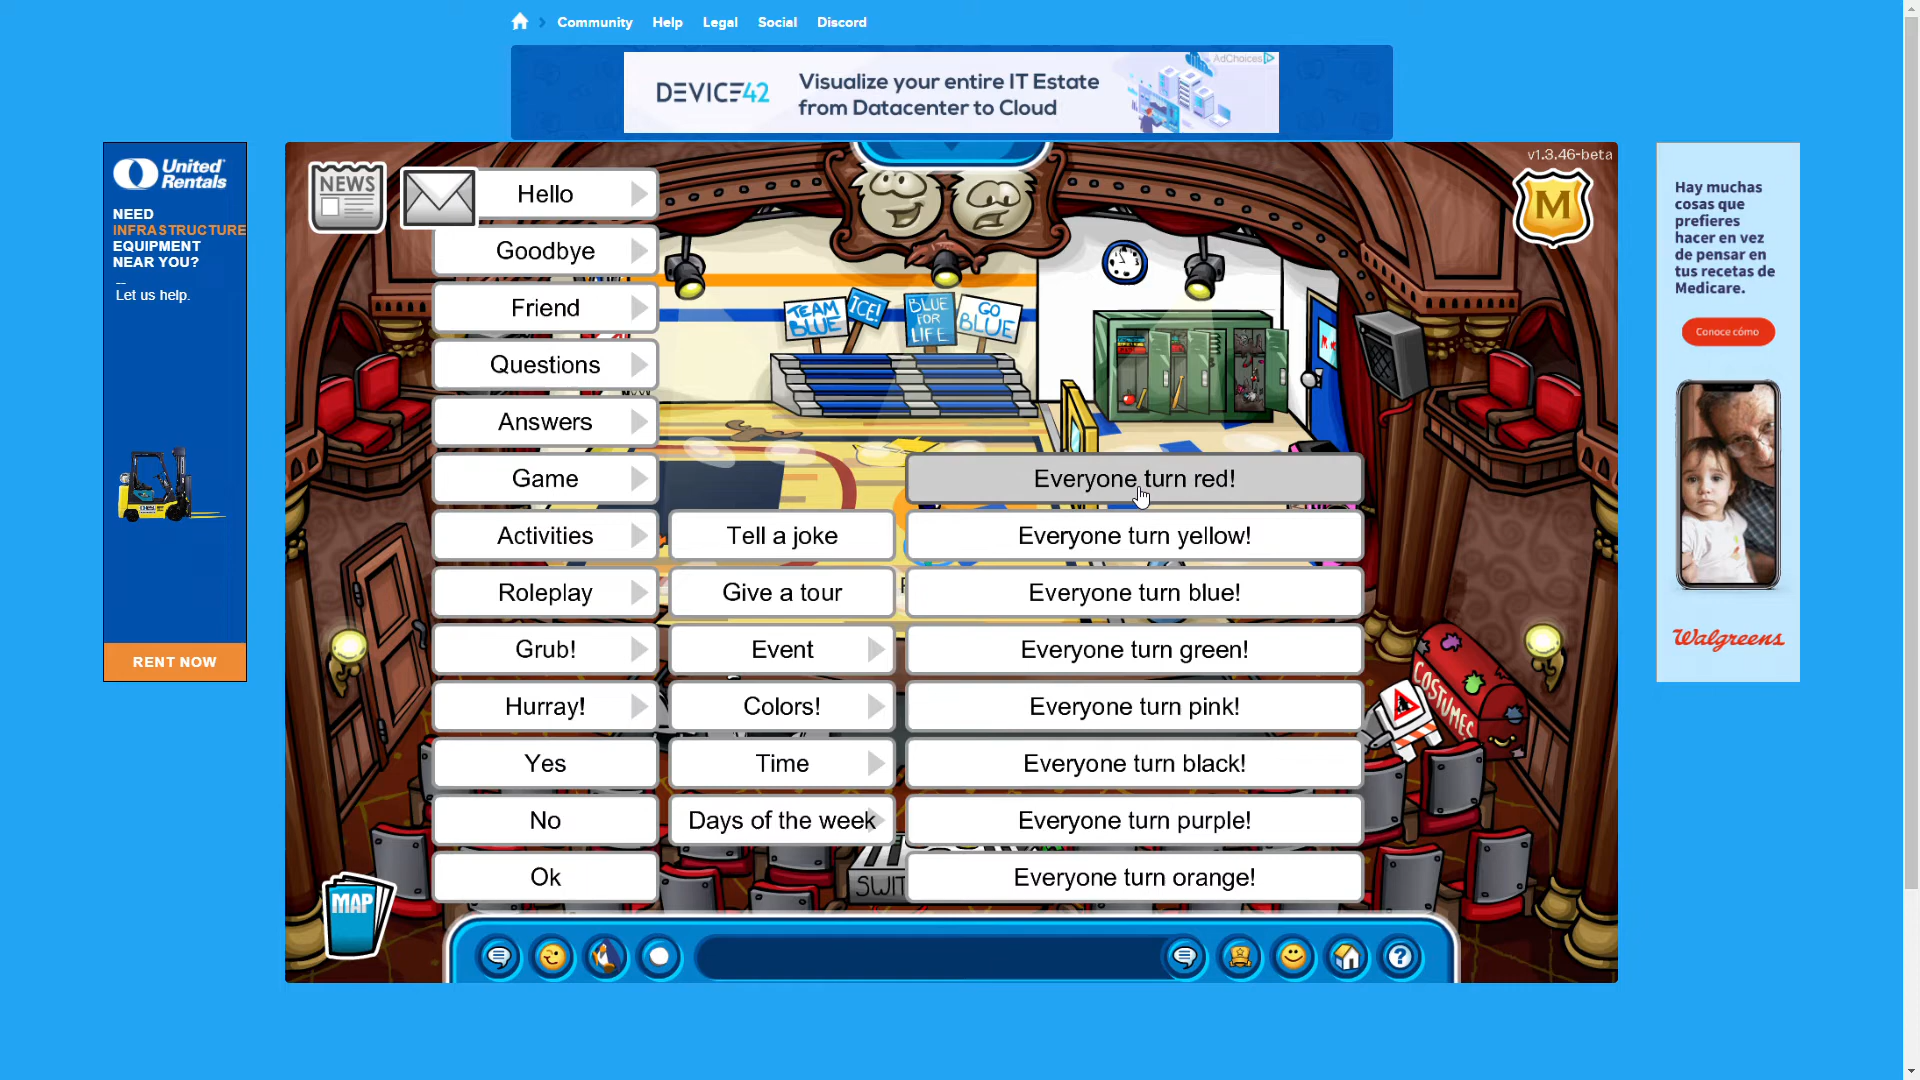 Community
Help
Legal
Social
Discord
DEVICE42
Visualize your entire IT Estate
from Datacenter to Cloud
AdChoices
United
Rentals
NEED
INFRASTRUCTURE
EQUIPMENT
NEAR YOU?
--
Let us help.
RENT NOW
v1.3.46-beta
NEWS
M
Hello
Goodbye
Friend
Questions
Answers
Game
Activities
Roleplay
Grub!
Hurray!
Yes
No
Ok
Tell a joke
Give a tour
Event
Colors!
Time
Days of the week
Everyone turn red!
Everyone turn yellow!
Everyone turn blue!
Everyone turn green!
Everyone turn pink!
Everyone turn black!
Everyone turn purple!
Everyone turn orange!
TEAM
BLUE
ICE!
BLUE
FOR
LIFE
GO
BLUE
SWIT
MAP
?
Hay muchas
cosas que
prefieres
hacer en vez
de pensar en
tus recetas de
Medicare.
Conoce cómo
Walgreens